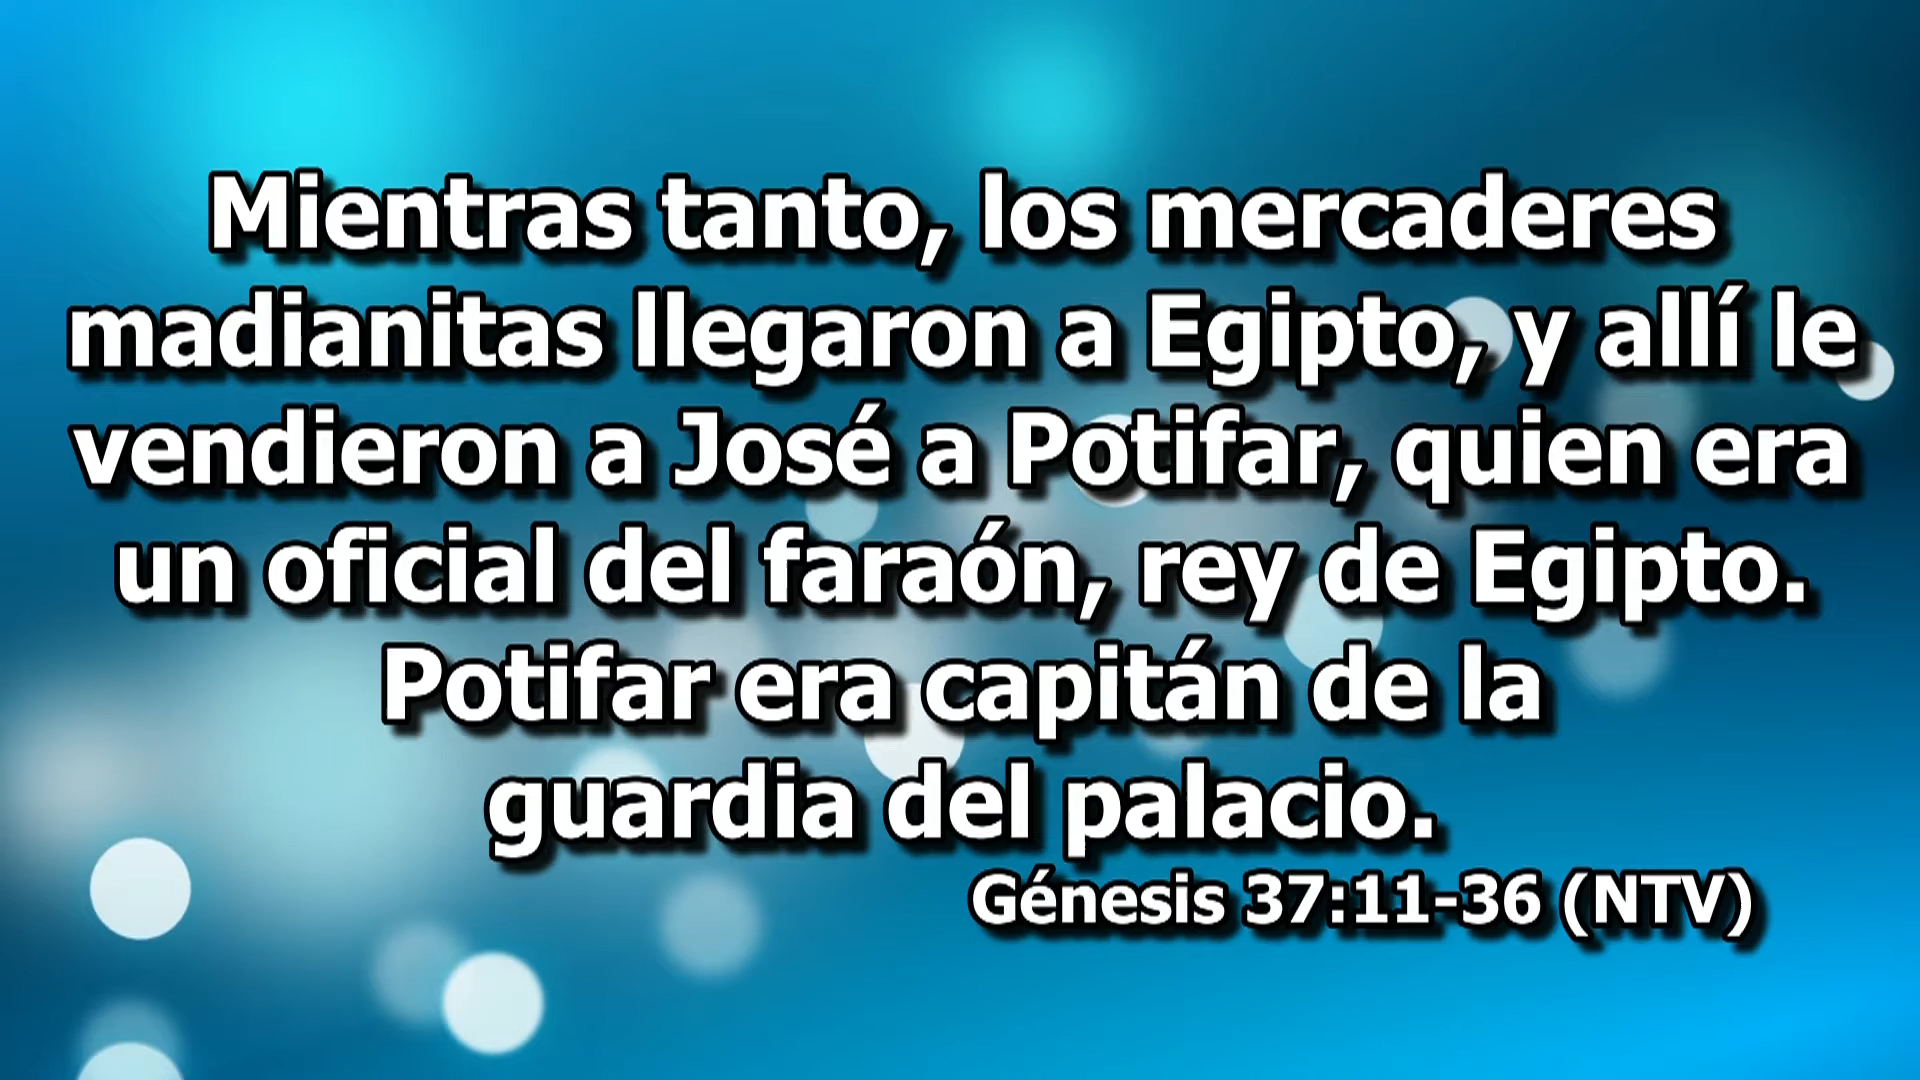 Mientras tanto, los mercaderes
madianitas llegaron a Egipto, y allí le
vendieron a José a Potifar, quien era
un oficial del faraón, rey de Egipto.
Potifar era capitán de la
guardia del palacio.
Génesis 37:11-36 (NTV)